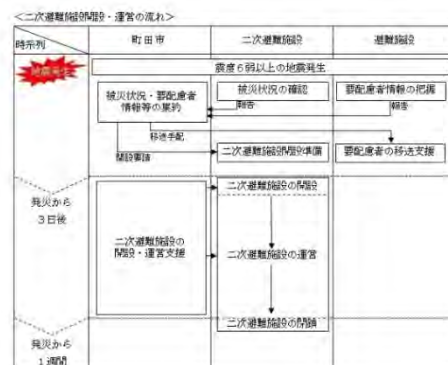 ＜二次避難施設開設・運営の流れ＞
時系列
町田市
二次避難施設
避難施設
地震発生
震度６弱以上の地震発生
被災状況・要配慮者
情報等の集約
被災状況の確認
要配慮者情報の把握
報告
報告
移送手配
開設要請
二次避難施設開設準備
要配慮者の移送支援
発災から
３日後
二次避難施設の
開設・運営支援
二次避難施設の開設
二次避難施設の運営
二次避難施設の閉鎖
発災から
１週間